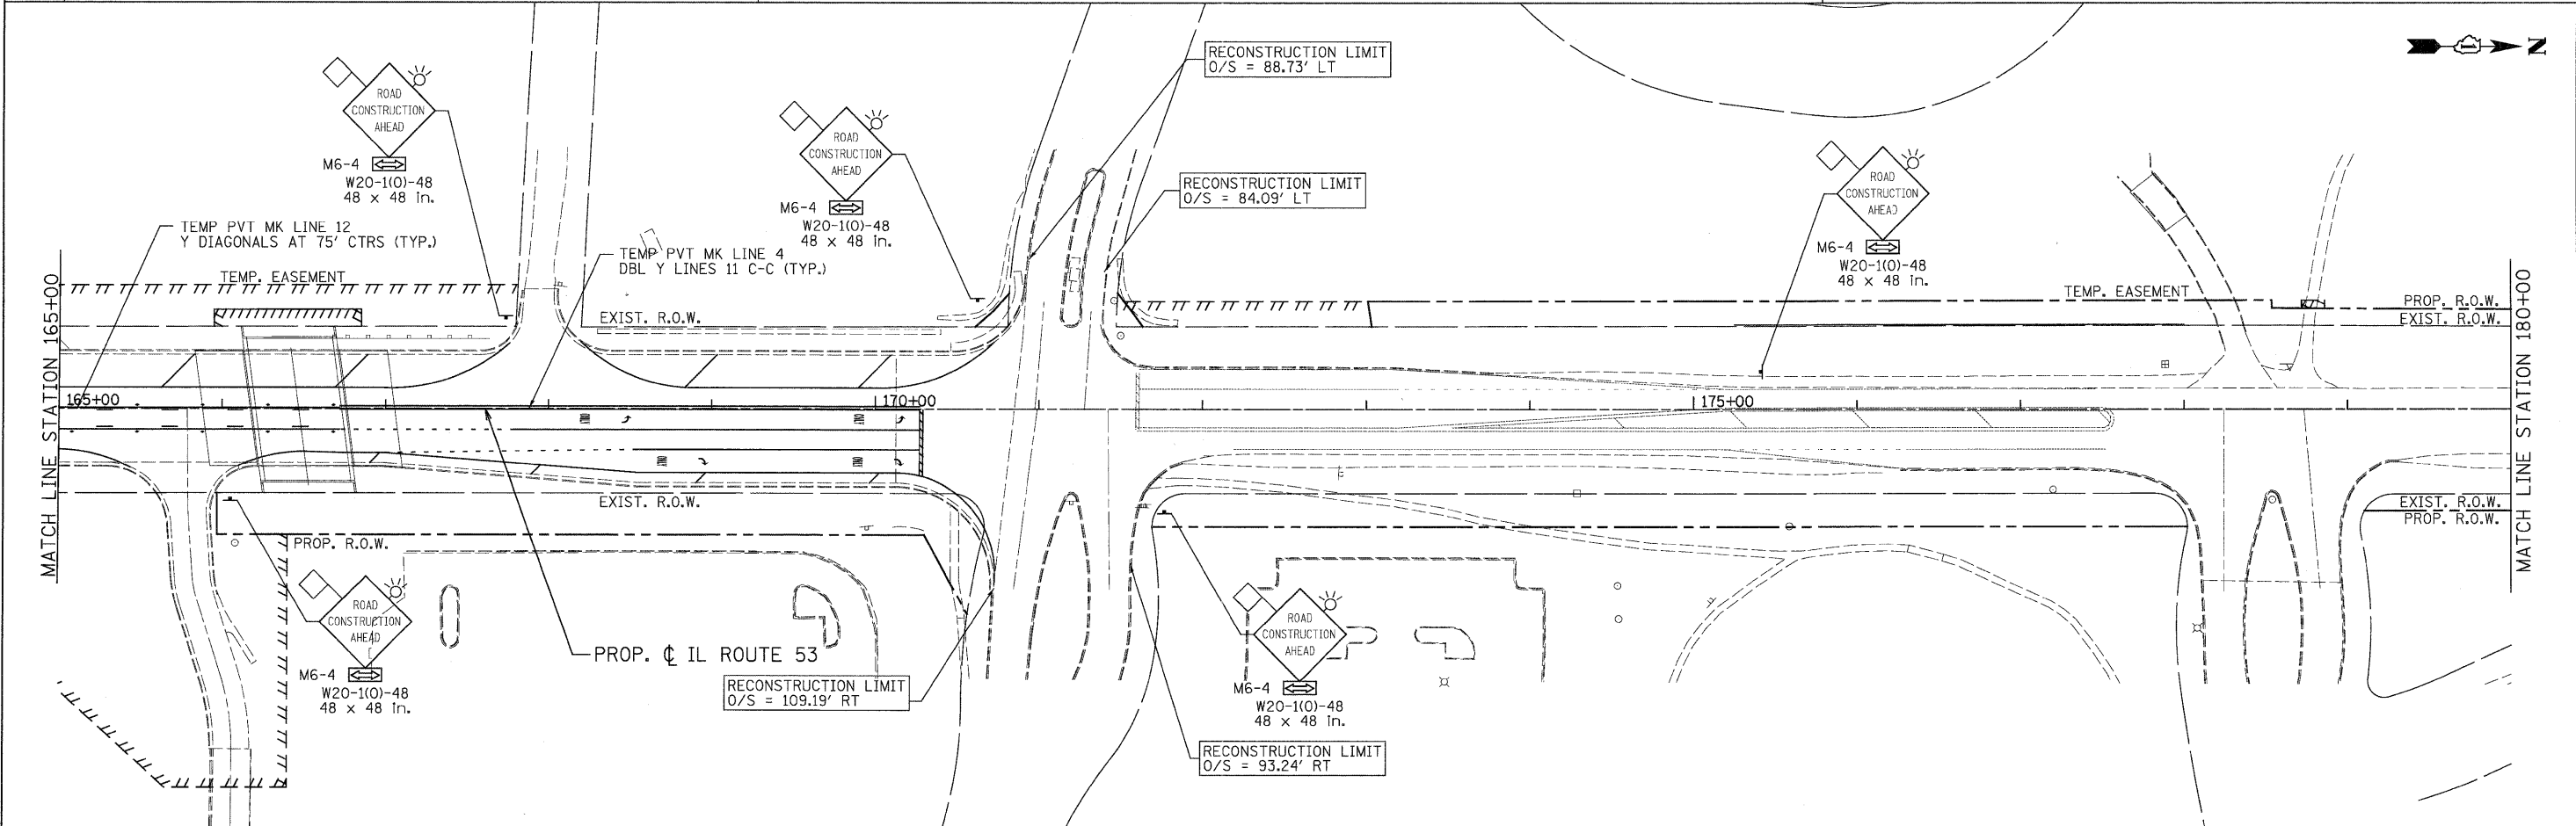 RECONSTRUCTION LIMIT
O/S = 88.73' LT
N
ROAD
CONSTRUCTION
AHEAD
M6-4
W20-1(O)-48
48 x 48 in.
ROAD
CONSTRUCTION
AHEAD
M6-4
W20-1(O)-48
48 x 48 in.
RECONSTRUCTION LIMIT
O/S = 84.09' LT
ROAD
CONSTRUCTION
AHEAD
M6-4
W20-1(O)-48
48 x 48 in.
TEMP PVT MK LINE 12
Y DIAGONALS AT 75' CTRS (TYP.)
TEMP PVT MK LINE 4
DBL Y LINES 11 C-C (TYP.)
TEMP. EASEMENT
TEMP. EASEMENT
PROP. R.O.W.
EXIST. R.O.W.
EXIST. R.O.W.
MATCH LINE STATION 165+00
165+00
170+00
175+00
MATCH LINE STATION 180+00
EXIST. R.O.W.
EXIST. R.O.W.
PROP. R.O.W.
PROP. R.O.W.
ROAD
CONSTRUCTION
AHEAD
M6-4
W20-1(O)-48
48 x 48 in.
PROP. ℄ IL ROUTE 53
RECONSTRUCTION LIMIT
O/S = 109.19' RT
ROAD
CONSTRUCTION
AHEAD
M6-4
W20-1(O)-48
48 x 48 in.
RECONSTRUCTION LIMIT
O/S = 93.24' RT